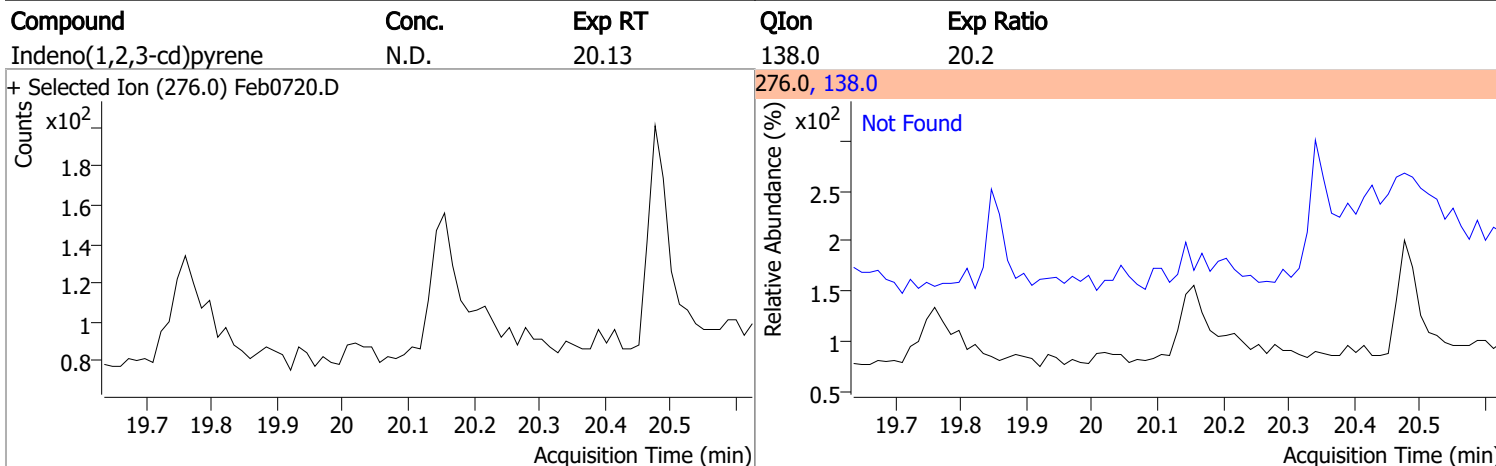 Compound Conc. Exp RT QIon Exp Ratio
Indeno(1,2,3-cd)pyrene N.D. 20.13 138.0 20.2
+ Selected Ion (276.0) Feb0720.D
Counts
x10²
1.8
1.6
1.4
1.2
1
0.8
19.7 19.8 19.9 20 20.1 20.2 20.3 20.4 20.5
Acquisition Time (min)
276.0, 138.0
Relative Abundance (%)
x10²
Not Found
2.5
2
1.5
1
0.5
19.7 19.8 19.9 20 20.1 20.2 20.3 20.4 20.5
Acquisition Time (min)